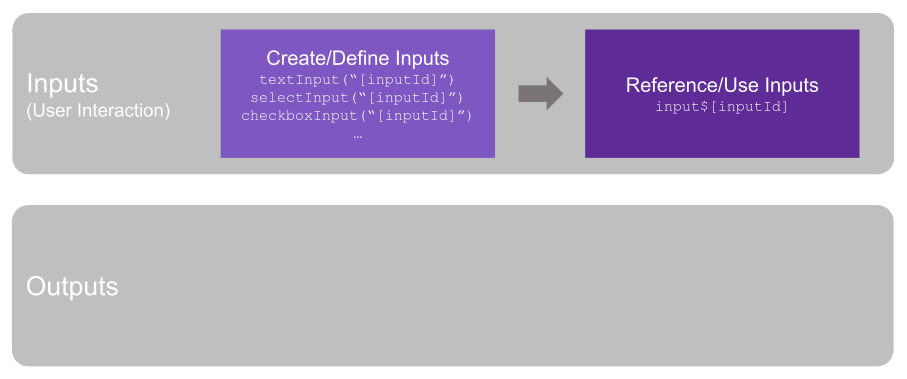 Inputs
(User Interaction)
Create/Define Inputs
textInput(“[inputId]”)
selectInput(“[inputId]”)
checkboxInput(“[inputId]”)
…
Reference/Use Inputs
input$[inputId]
Outputs